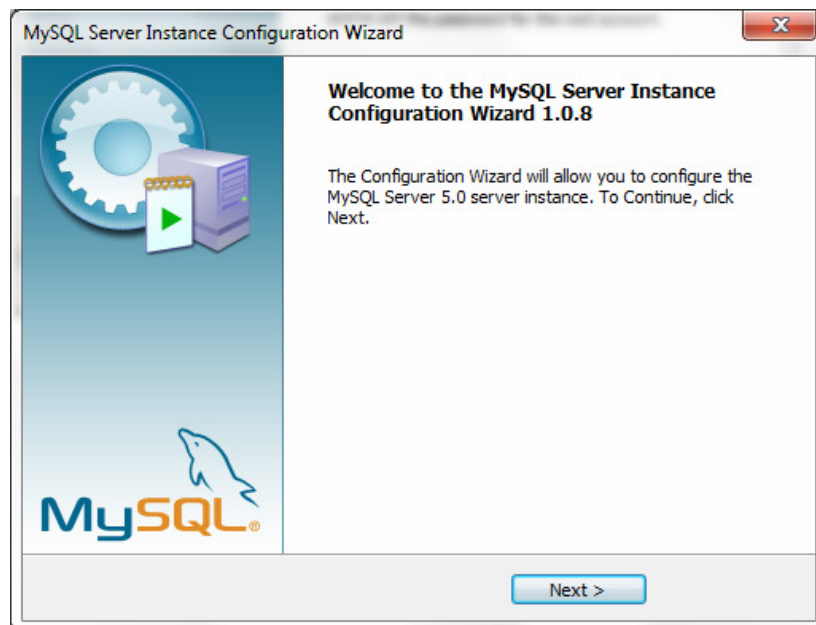 MySQL Server Instance Configuration Wizard
Welcome to the MySQL Server Instance
Configuration Wizard 1.0.8
The Configuration Wizard will allow you to configure the
MySQL Server 5.0 server instance. To Continue, click
Next.
MySQL®
Next >